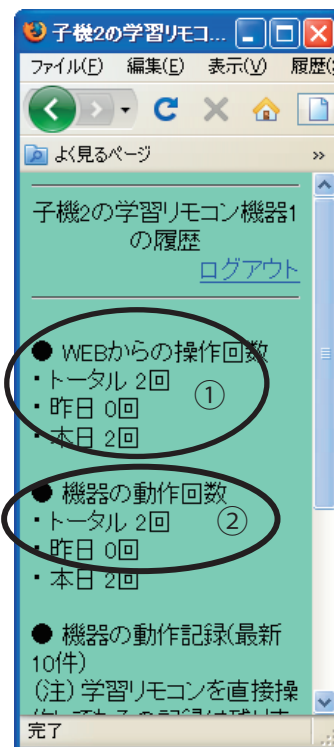 子機2の学習リモコ...
ファイル(F) 編集(E) 表示(V) 履歴(
よく見るページ »
子機2の学習リモコン機器1
の履歴
ログアウト
● WEBからの操作回数
・トータル 2回
①
・昨日 0回
・本日 2回
● 機器の動作回数
・トータル 2回 ②
・昨日 0回
・本日 2回
● 機器の動作記録(最新
10件)
(注) 学習リモコンを直接操
完了